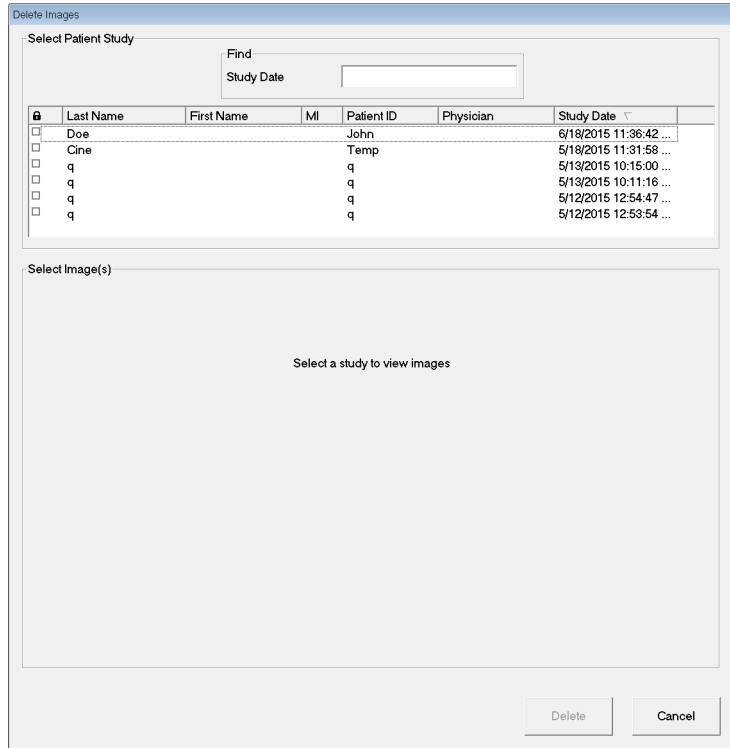 Delete Images
Select Patient Study
Find
Study Date
Last Name First Name MI Patient ID Physician Study Date
Doe John 6/18/2015 11:36:42 ...
Cine Temp 5/18/2015 11:31:58 ...
q q 5/13/2015 10:15:00 ...
q q 5/13/2015 10:11:16 ...
q q 5/12/2015 12:54:47 ...
q q 5/12/2015 12:53:54 ...
Select Image(s)
Select a study to view images
Delete Cancel